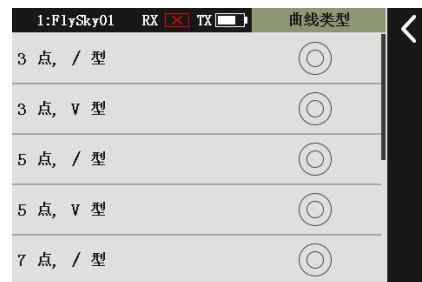 1:FlySky01 RX TX 曲线类型
3 点, / 型
3 点, V 型
5 点, / 型
5 点, V 型
7 点, / 型